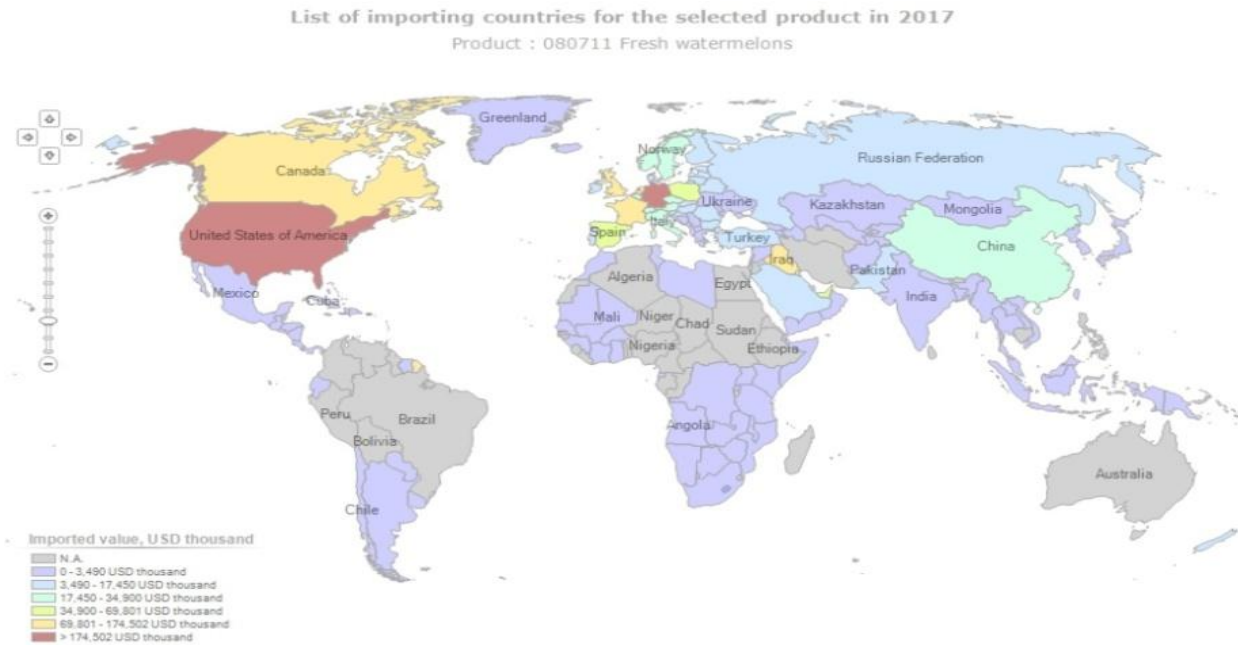 List of importing countries for the selected product in 2017
Product : 080711 Fresh watermelons
Greenland
Norway
Russian Federation
Canada
Ukraine
Kazakhstan
Mongolia
United States of America
Spain
Italy
Turkey
China
Iraq
Pakistan
Algeria
Egypt
Mexico
Cuba
India
Mali
Niger
Chad
Sudan
Nigeria
Ethiopia
Peru
Brazil
Angola
Bolivia
Australia
Chile
Imported value, USD thousand
N.A.
0 - 3,490 USD thousand
3,490 - 17,450 USD thousand
17,450 - 34,900 USD thousand
34,900 - 69,801 USD thousand
69,801 - 174,502 USD thousand
> 174,502 USD thousand